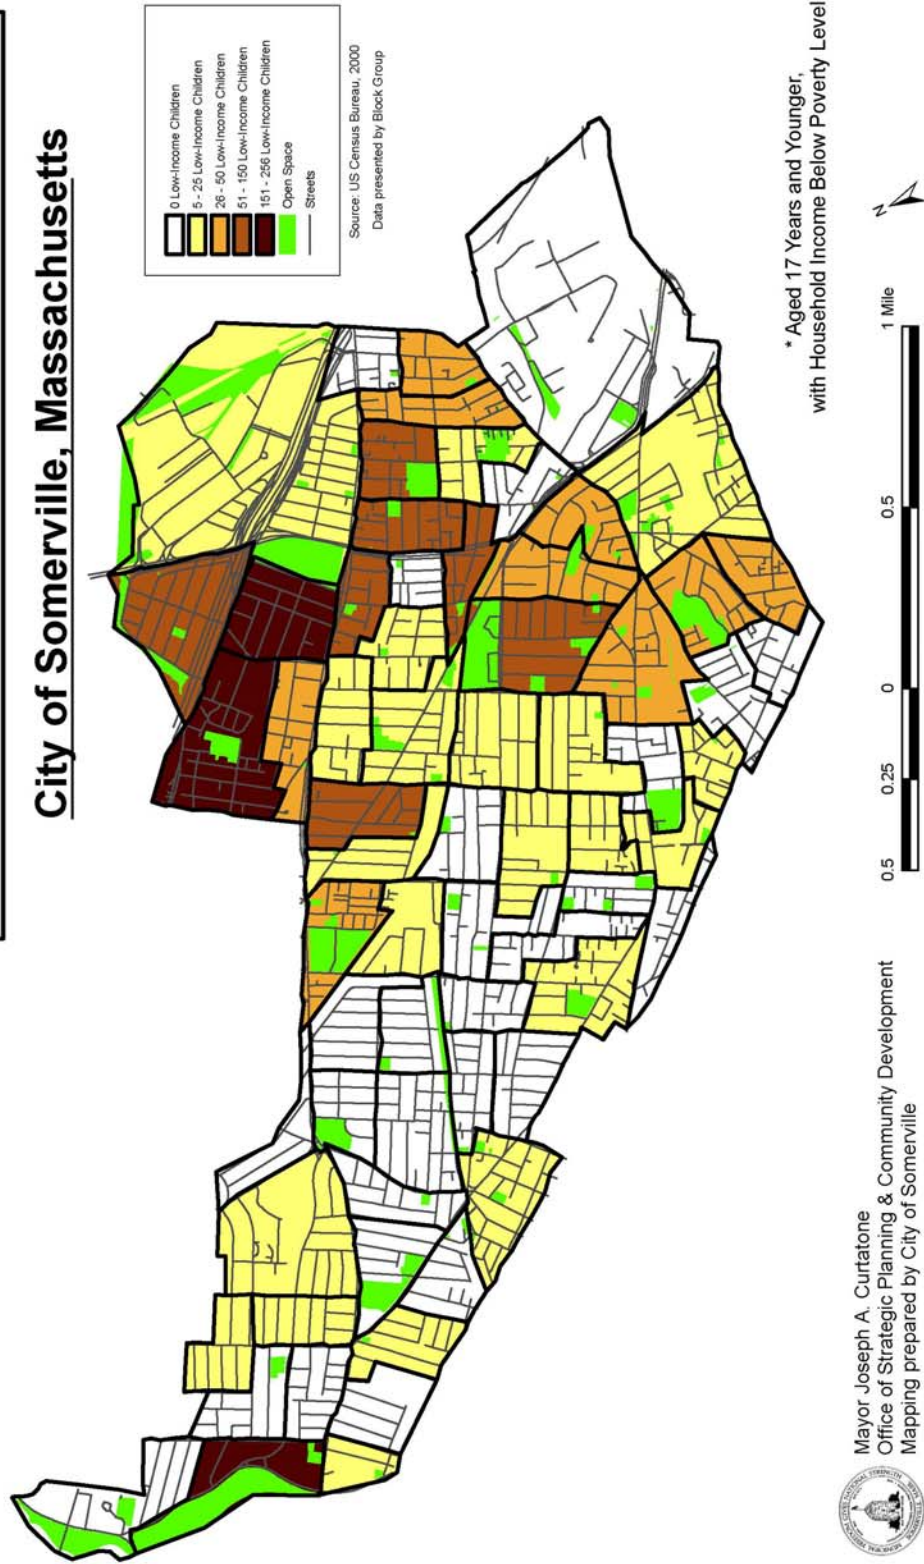 City of Somerville, Massachusetts
0 Low-Income Children
5 - 25 Low-Income Children
26 - 50 Low-Income Children
51 - 150 Low-Income Children
151 - 256 Low-Income Children
Open Space
Streets
Source: US Census Bureau, 2000
Data presented by Block Group
* Aged 17 Years and Younger,
with Household Income Below Poverty Level
N
0.5 0.25 0 0.5 1 Mile
Mayor Joseph A. Curtatone
Office of Strategic Planning & Community Development
Mapping prepared by City of Somerville